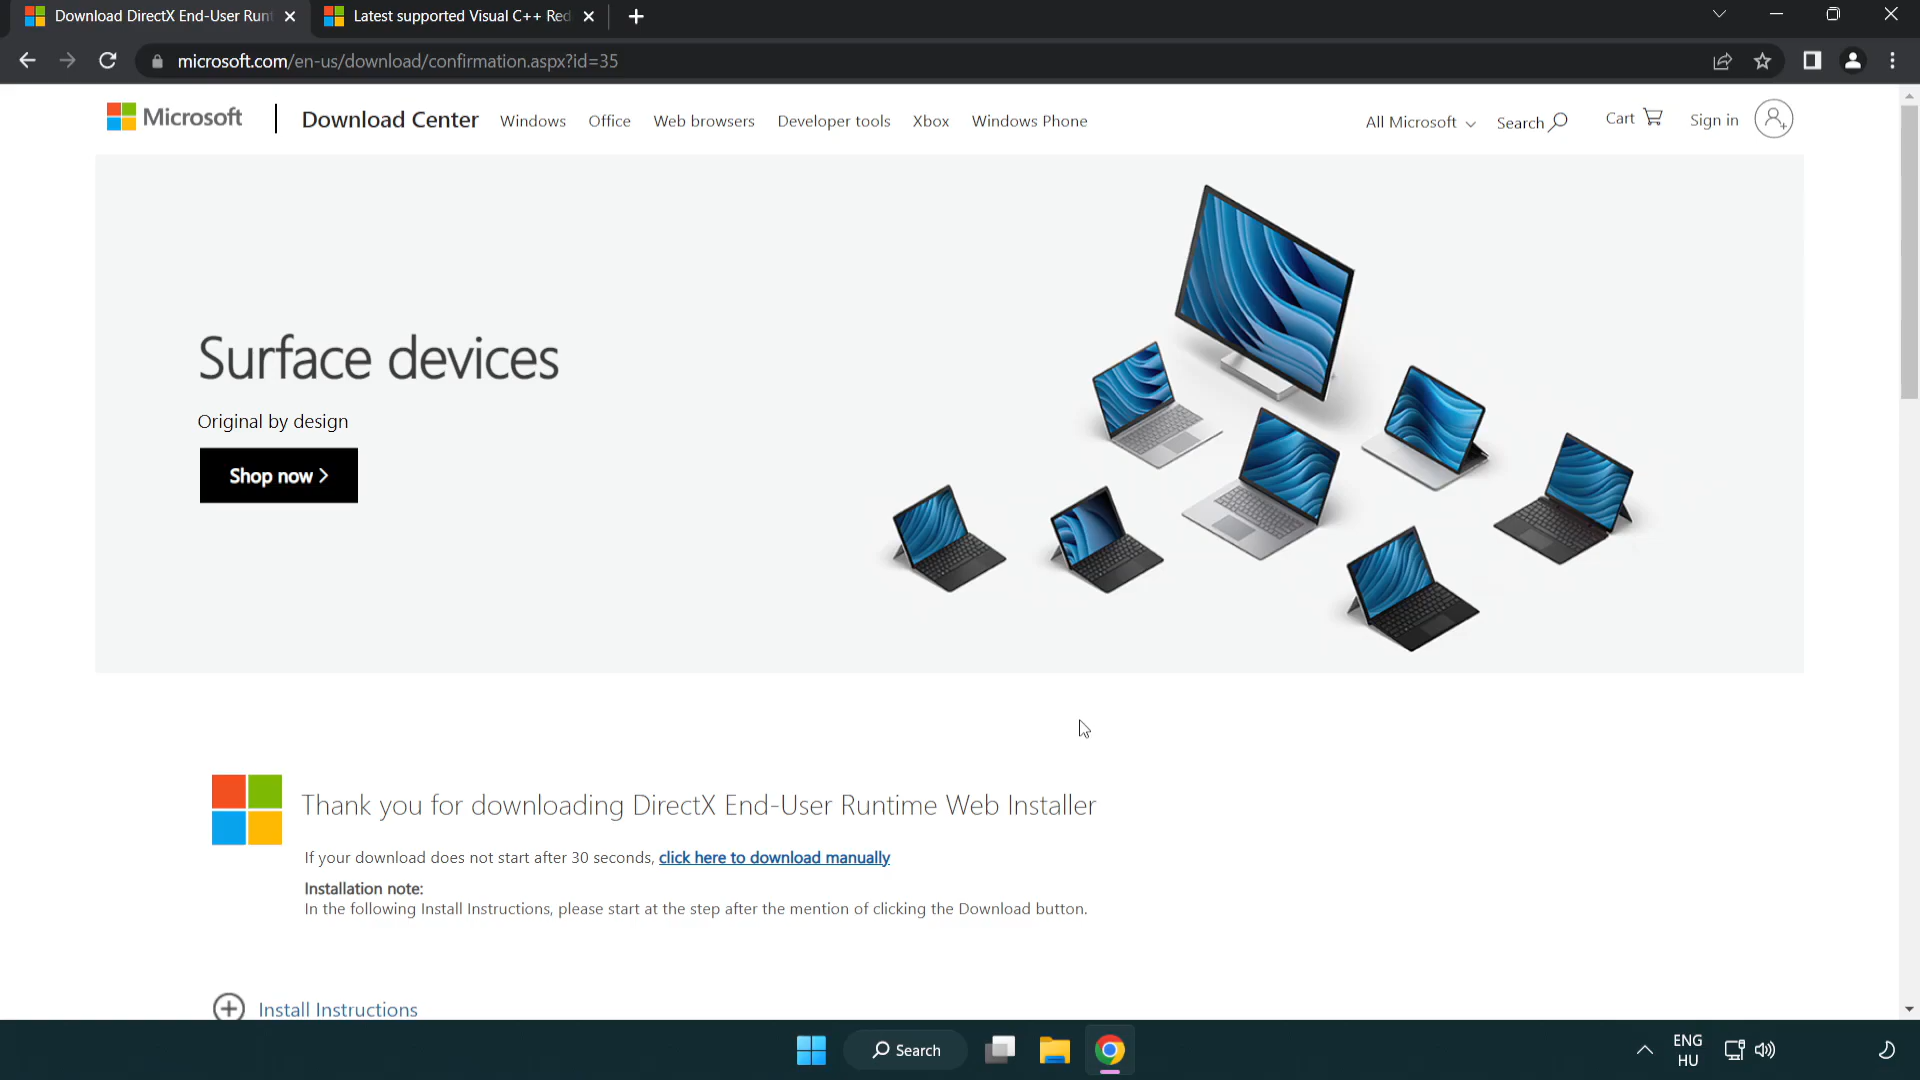 Download DirectX End-User Runt
Latest supported Visual C++ Red
microsoft.com/en-us/download/confirmation.aspx?id=35
Microsoft
Download Center
Windows
Office
Web browsers
Developer tools
Xbox
Windows Phone
All Microsoft
Search
Cart
Sign in
Surface devices
Original by design
Shop now
Thank you for downloading DirectX End-User Runtime Web Installer
If your download does not start after 30 seconds, click here to download manually
Installation note:
In the following Install Instructions, please start at the step after the mention of clicking the Download button.
Install Instructions
Search
ENG
HU